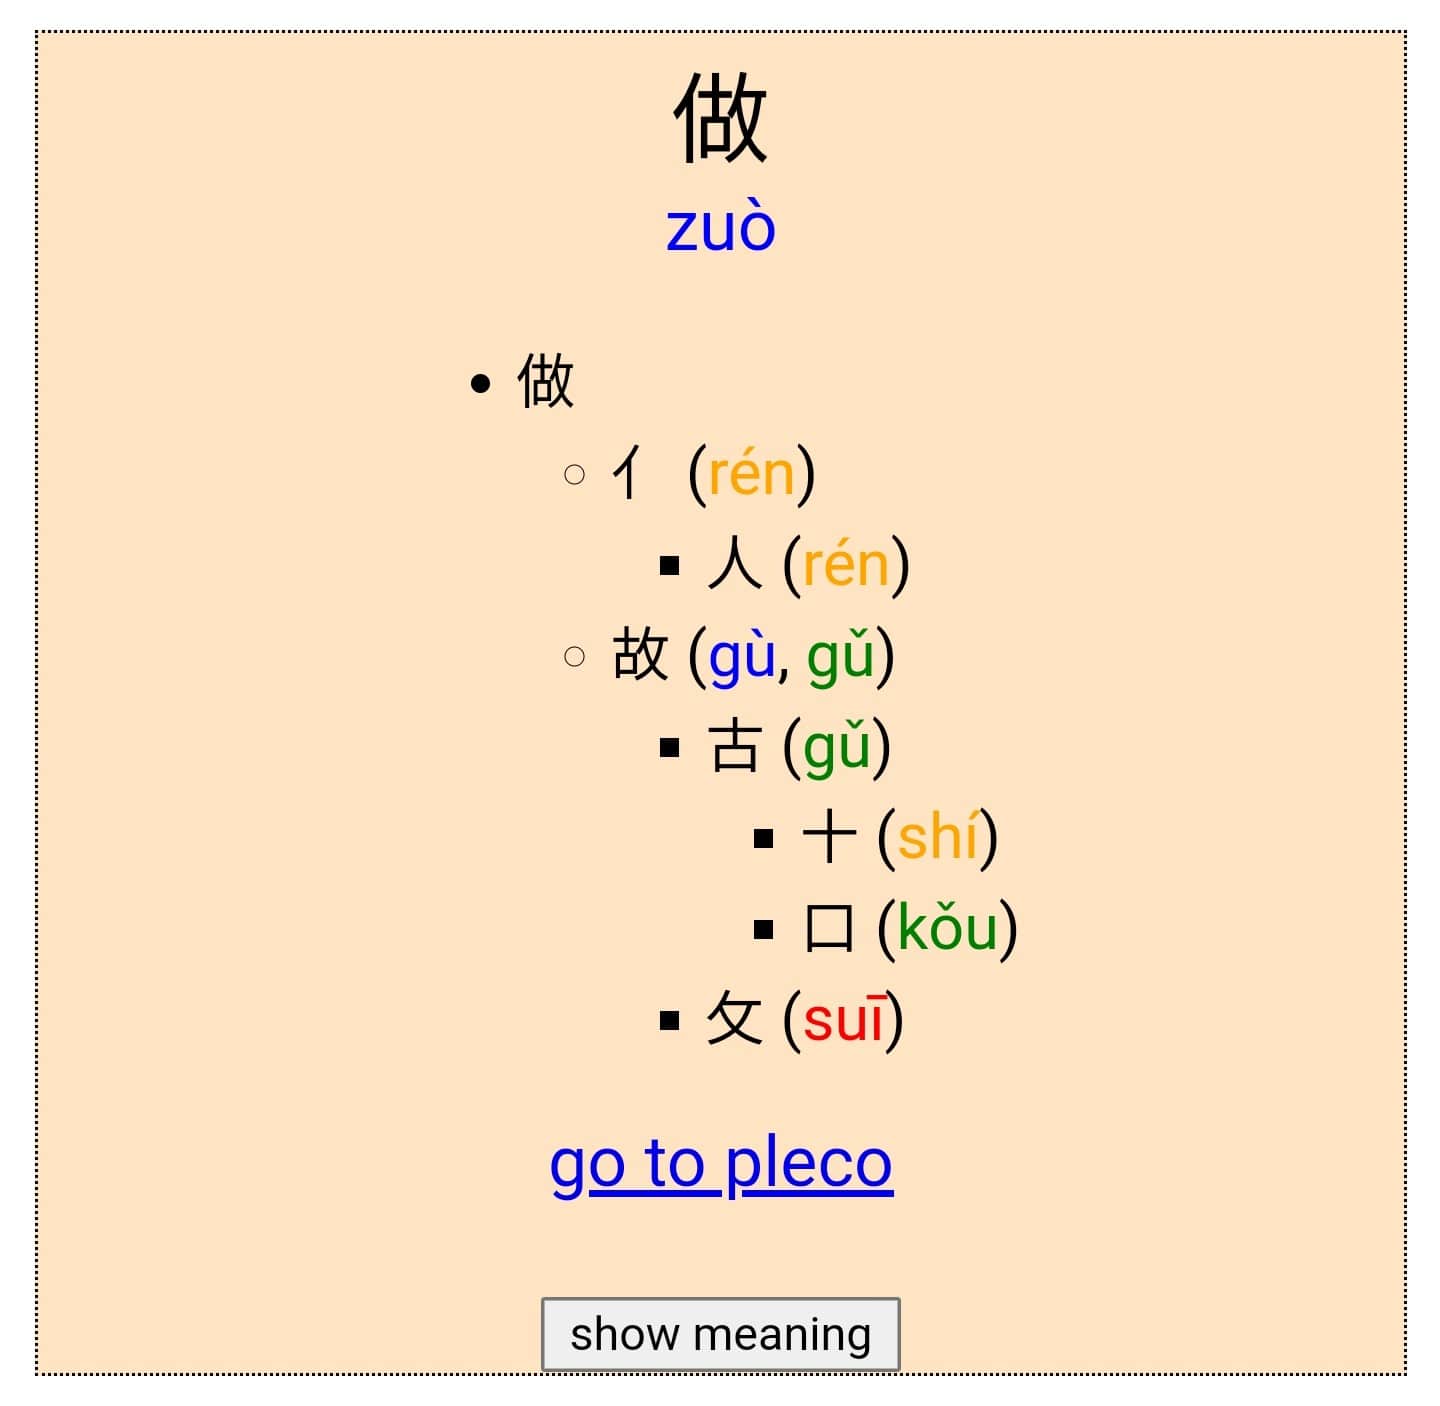 做
zuò
做
亻 (rén)
人 (rén)
故 (gù, gǔ)
古 (gǔ)
十 (shí)
口 (kǒu)
攵 (suī)
go to pleco
show meaning